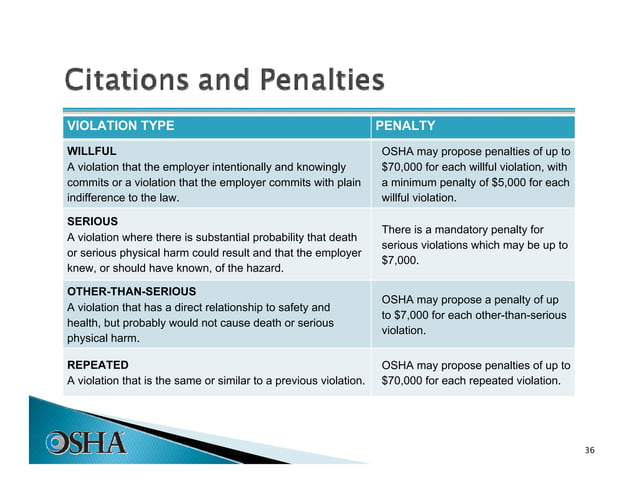 Citations and Penalties
VIOLATION TYPE
PENALTY
WILLFUL
A violation that the employer intentionally and knowingly
commits or a violation that the employer commits with plain
indifference to the law.
OSHA may propose penalties of up to
$70,000 for each willful violation, with
a minimum penalty of $5,000 for each
willful violation.
SERIOUS
A violation where there is substantial probability that death
or serious physical harm could result and that the employer
knew, or should have known, of the hazard.
There is a mandatory penalty for
serious violations which may be up to
$7,000.
OTHER-THAN-SERIOUS
A violation that has a direct relationship to safety and
health, but probably would not cause death or serious
physical harm.
OSHA may propose a penalty of up
to $7,000 for each other-than-serious
violation.
REPEATED
A violation that is the same or similar to a previous violation.
OSHA may propose penalties of up to
$70,000 for each repeated violation.
OSHA
36